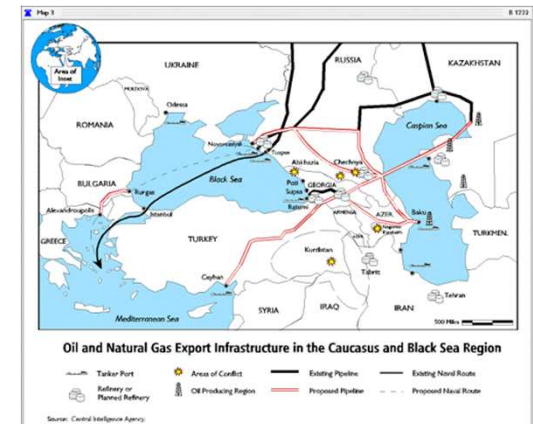 Map 3
B 1233
Area of
Inset
UKRAINE
RUSSIA
KAZAKHSTAN
MOLDOVA
Odessa
ROMANIA
Novorossiysk
Tuapse
Caspian Sea
Abkhazia
Chechnya
Black Sea
BULGARIA
Burgas
Poti
Supsa
GEORGIA
Batumi
Alexandroupolis
Istanbul
ARMENIA
AZER.
Baku
GREECE
TURKEY
TURKMEN.
Kurdistan
Tabriz
Ceyhan
Tehran
SYRIA
IRAQ
IRAN
Mediterranean Sea
500 Miles
Oil and Natural Gas Export Infrastructure in the Caucasus and Black Sea Region
Tanker Port
Areas of Conflict
Existing Pipeline
Existing Naval Route
Refinery or
Planned Refinery
Oil Producing Region
Proposed Pipeline
Proposed Naval Route
Source: Central Intelligence Agency.